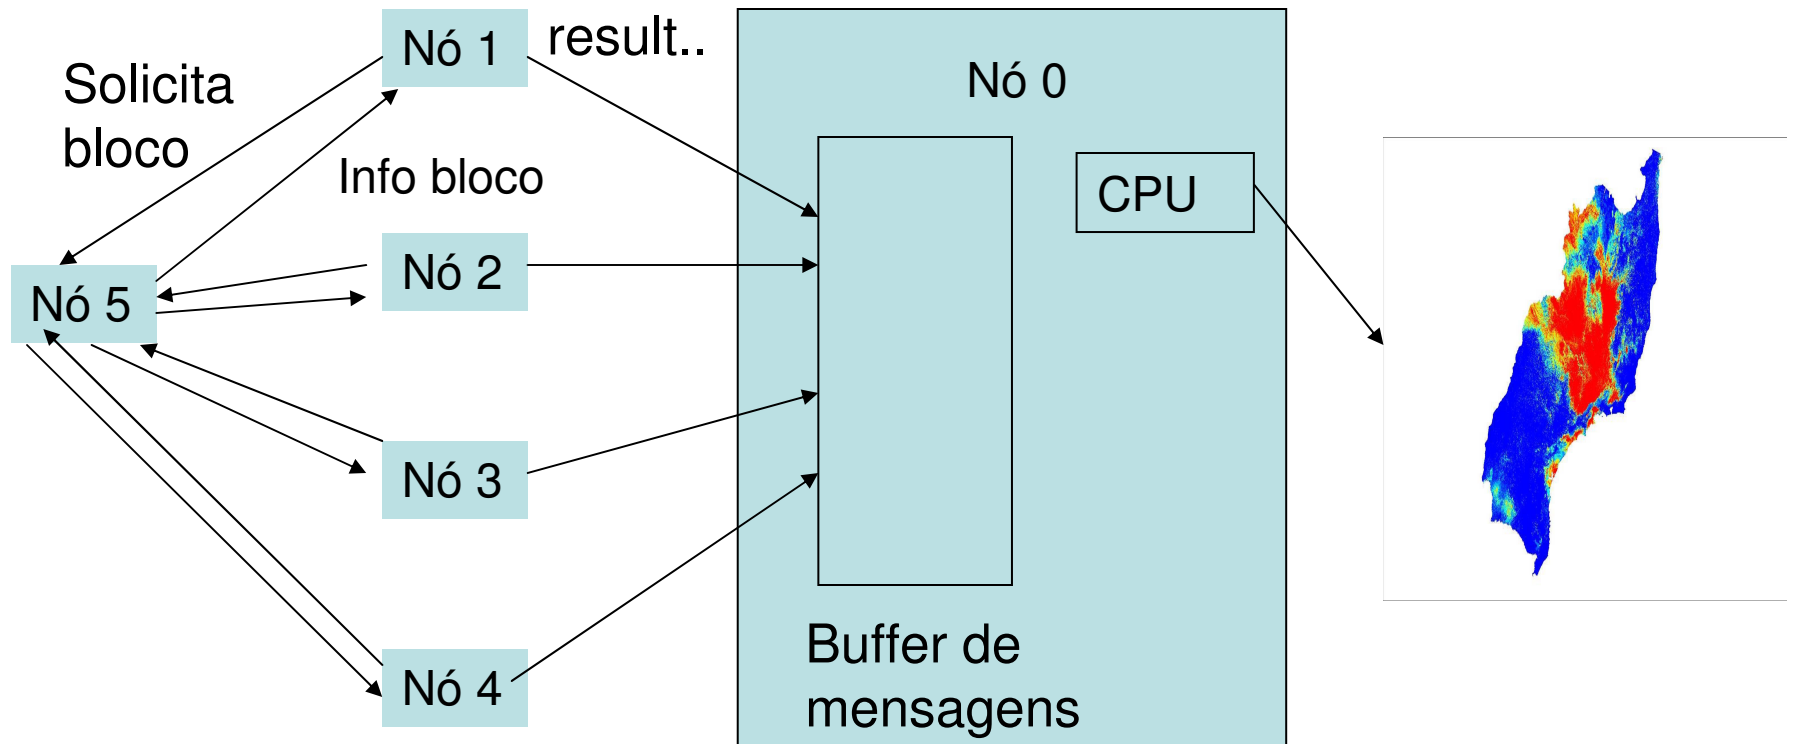 Nó 1
result..
Solicita
bloco
Info bloco
Nó 0
CPU
Nó 2
Nó 5
Nó 3
Nó 4
Buffer de
mensagens